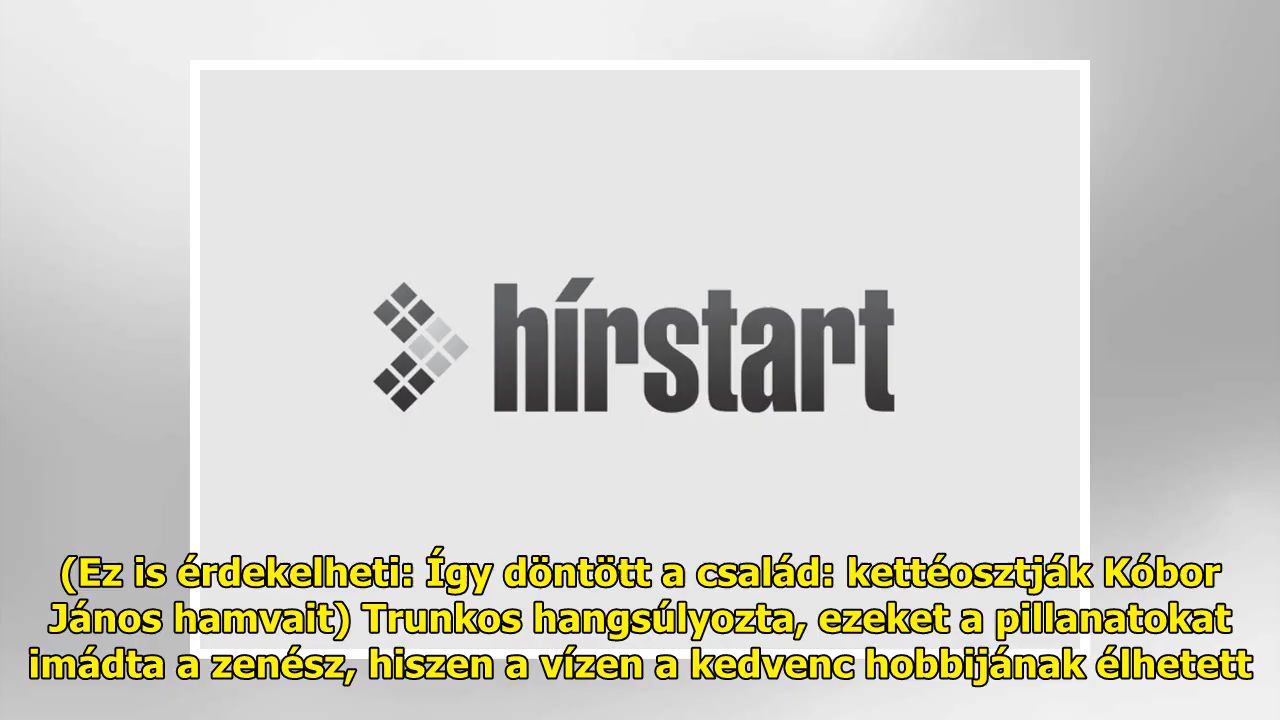 hírstart
(Ez is érdekelheti: Így döntött a család: kettéosztják Kóbor
János hamvait) Trunkos hangsúlyozta, ezeket a pillanatokat
imádta a zenész, hiszen a vízen a kedvenc hobbijának élhetett